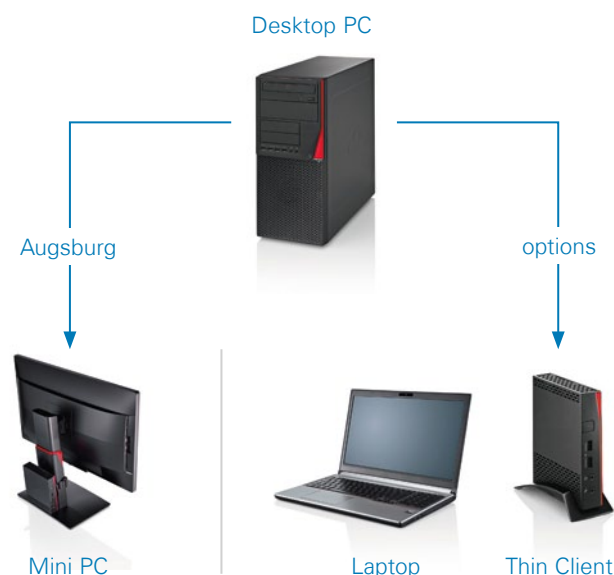 Desktop PC
Augsburg
options
Mini PC
Laptop
Thin Client